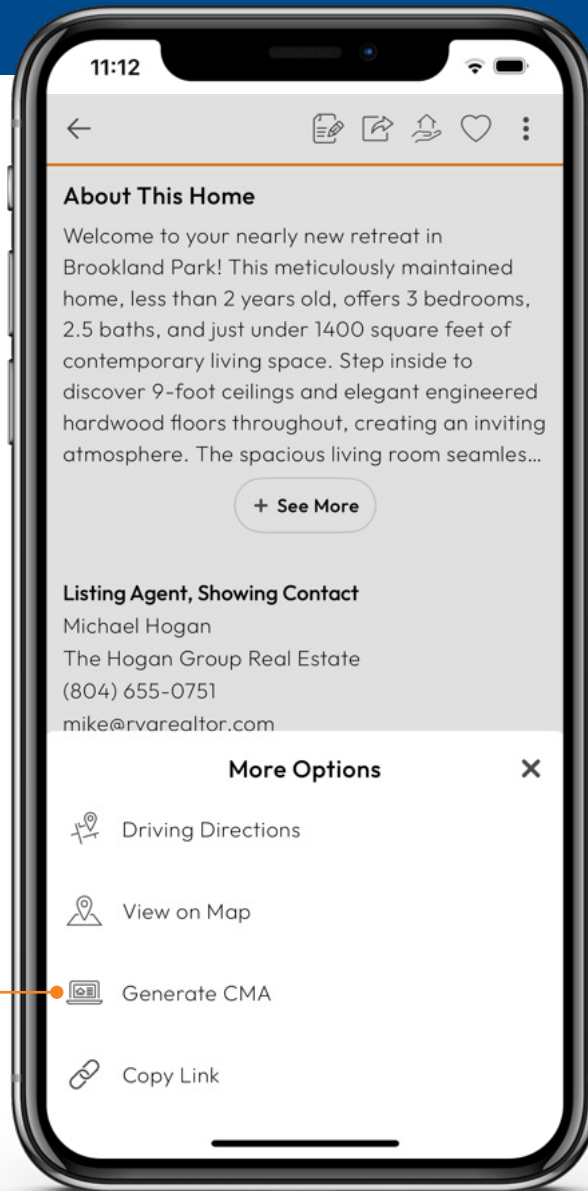 11:12
About This Home
Welcome to your nearly new retreat in
Brookland Park! This meticulously maintained
home, less than 2 years old, offers 3 bedrooms,
2.5 baths, and just under 1400 square feet of
contemporary living space. Step inside to
discover 9-foot ceilings and elegant engineered
hardwood floors throughout, creating an inviting
atmosphere. The spacious living room seamles...
+ See More
Listing Agent, Showing Contact
Michael Hogan
The Hogan Group Real Estate
(804) 655-0751
mike@rvarealtor.com
More Options
Driving Directions
View on Map
Generate CMA
Copy Link